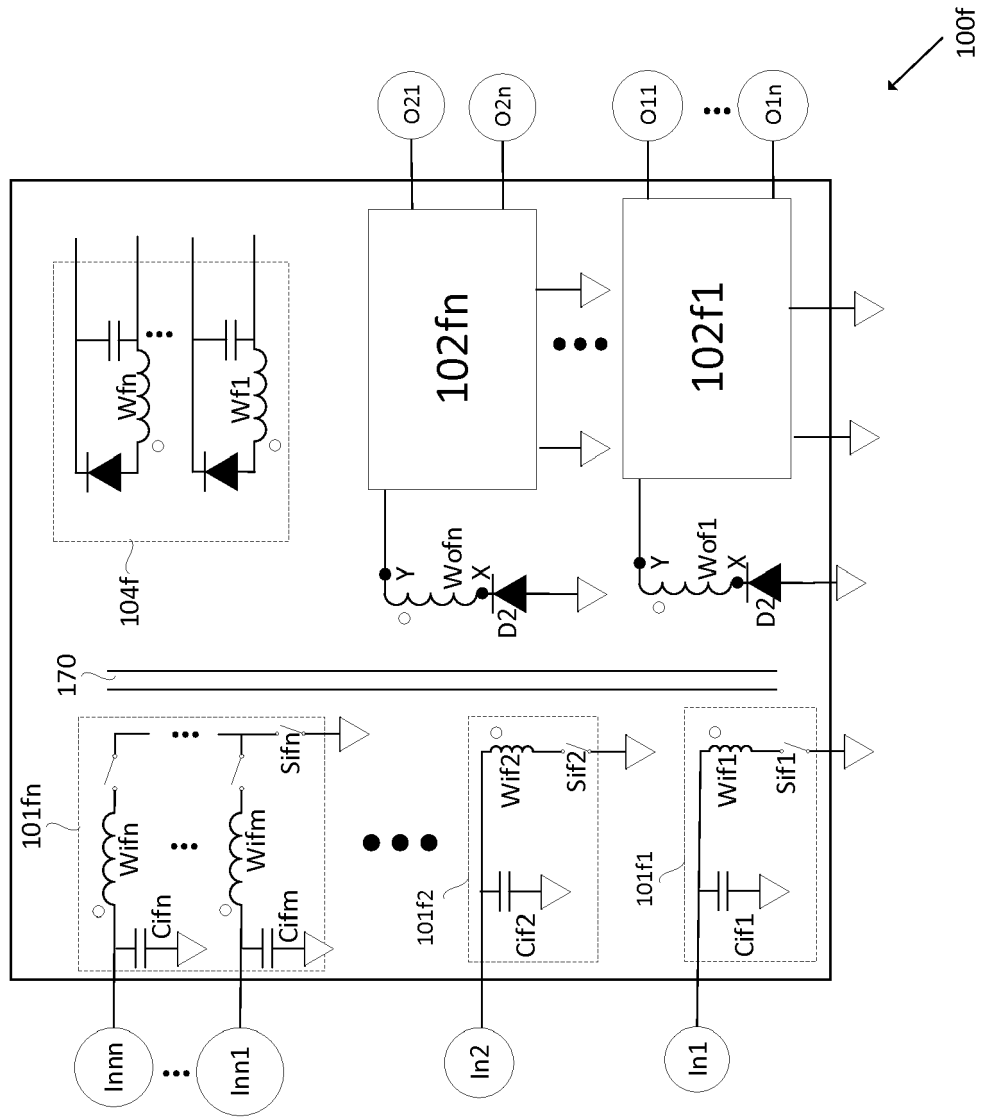 100f
O21
O2n
O11
O1n
102fn
102f1
Wfn
Wf1
104f
Y
Wofn
X
D2
Y
Wof1
X
D2
170
101fn
Wifn
Wifm
Sifn
Cifn
Cifm
101f2
Wif2
Sif2
Cif2
101f1
Wif1
Sif1
Cif1
Innn
Inn1
In2
In1